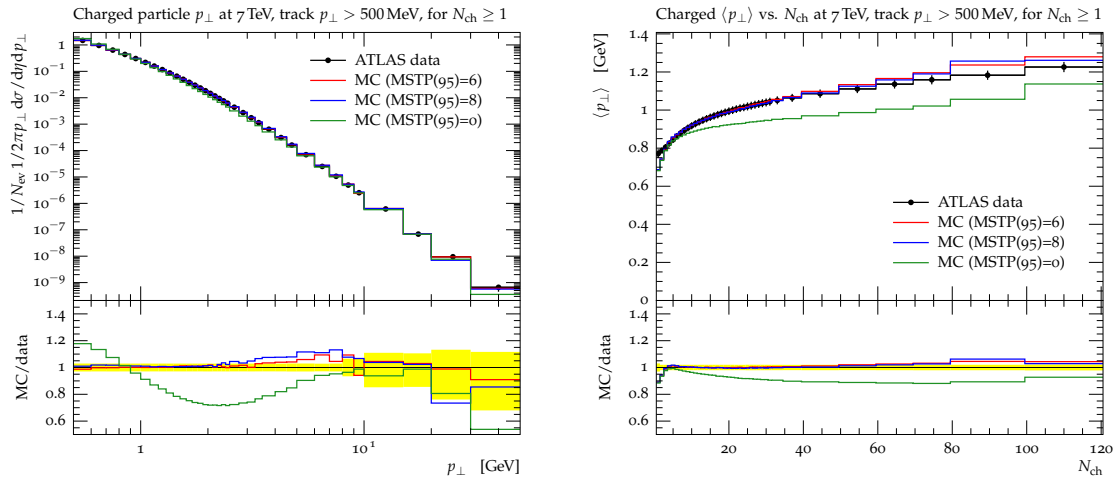 Charged particle p⊥ at 7 TeV, track p⊥ > 500 MeV, for Nch ≥ 1
1/Nev 1/2πp⊥ dσ/dηdp⊥
1
10⁻¹
10⁻²
10⁻³
10⁻⁴
10⁻⁵
10⁻⁶
10⁻⁷
10⁻⁸
10⁻⁹
ATLAS data
MC (MSTP(95)=6)
MC (MSTP(95)=8)
MC (MSTP(95)=0)
MC/data
1.4
1.2
1
0.8
0.6
1
10¹
p⊥ [GeV]
Charged ⟨p⊥⟩ vs. Nch at 7 TeV, track p⊥ > 500 MeV, for Nch ≥ 1
⟨p⊥⟩ [GeV]
1.4
1.2
1.0
0.8
0.6
0.4
0.2
0
ATLAS data
MC (MSTP(95)=6)
MC (MSTP(95)=8)
MC (MSTP(95)=0)
MC/data
1.4
1.2
1
0.8
0.6
20
40
60
80
100
120
Nch